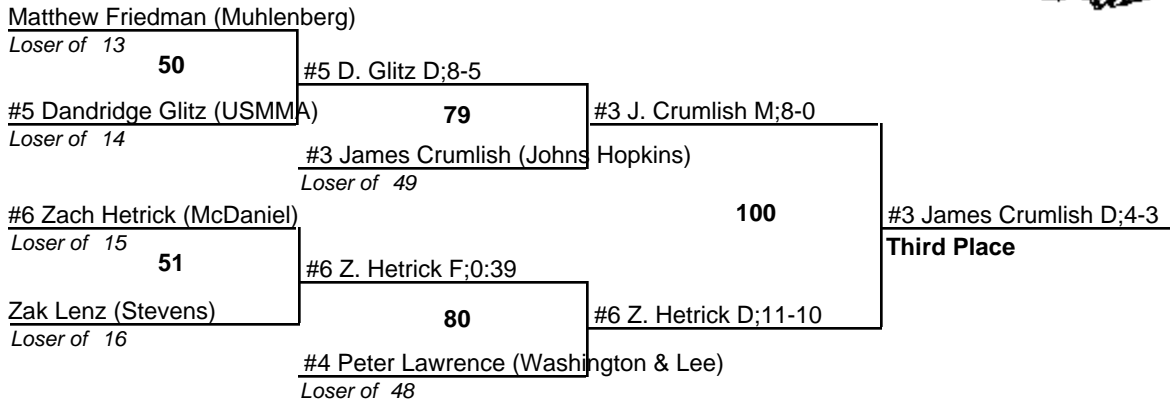 Matthew Friedman (Muhlenberg)
Loser of 13
50
#5 D. Glitz D;8-5
#5 Dandridge Glitz (USMMA)
Loser of 14
79
#3 J. Crumlish M;8-0
#3 James Crumlish (Johns Hopkins)
Loser of 49
#6 Zach Hetrick (McDaniel)
Loser of 15
100
#3 James Crumlish D;4-3
Third Place
51
#6 Z. Hetrick F;0:39
Zak Lenz (Stevens)
Loser of 16
80
#6 Z. Hetrick D;11-10
#4 Peter Lawrence (Washington & Lee)
Loser of 48